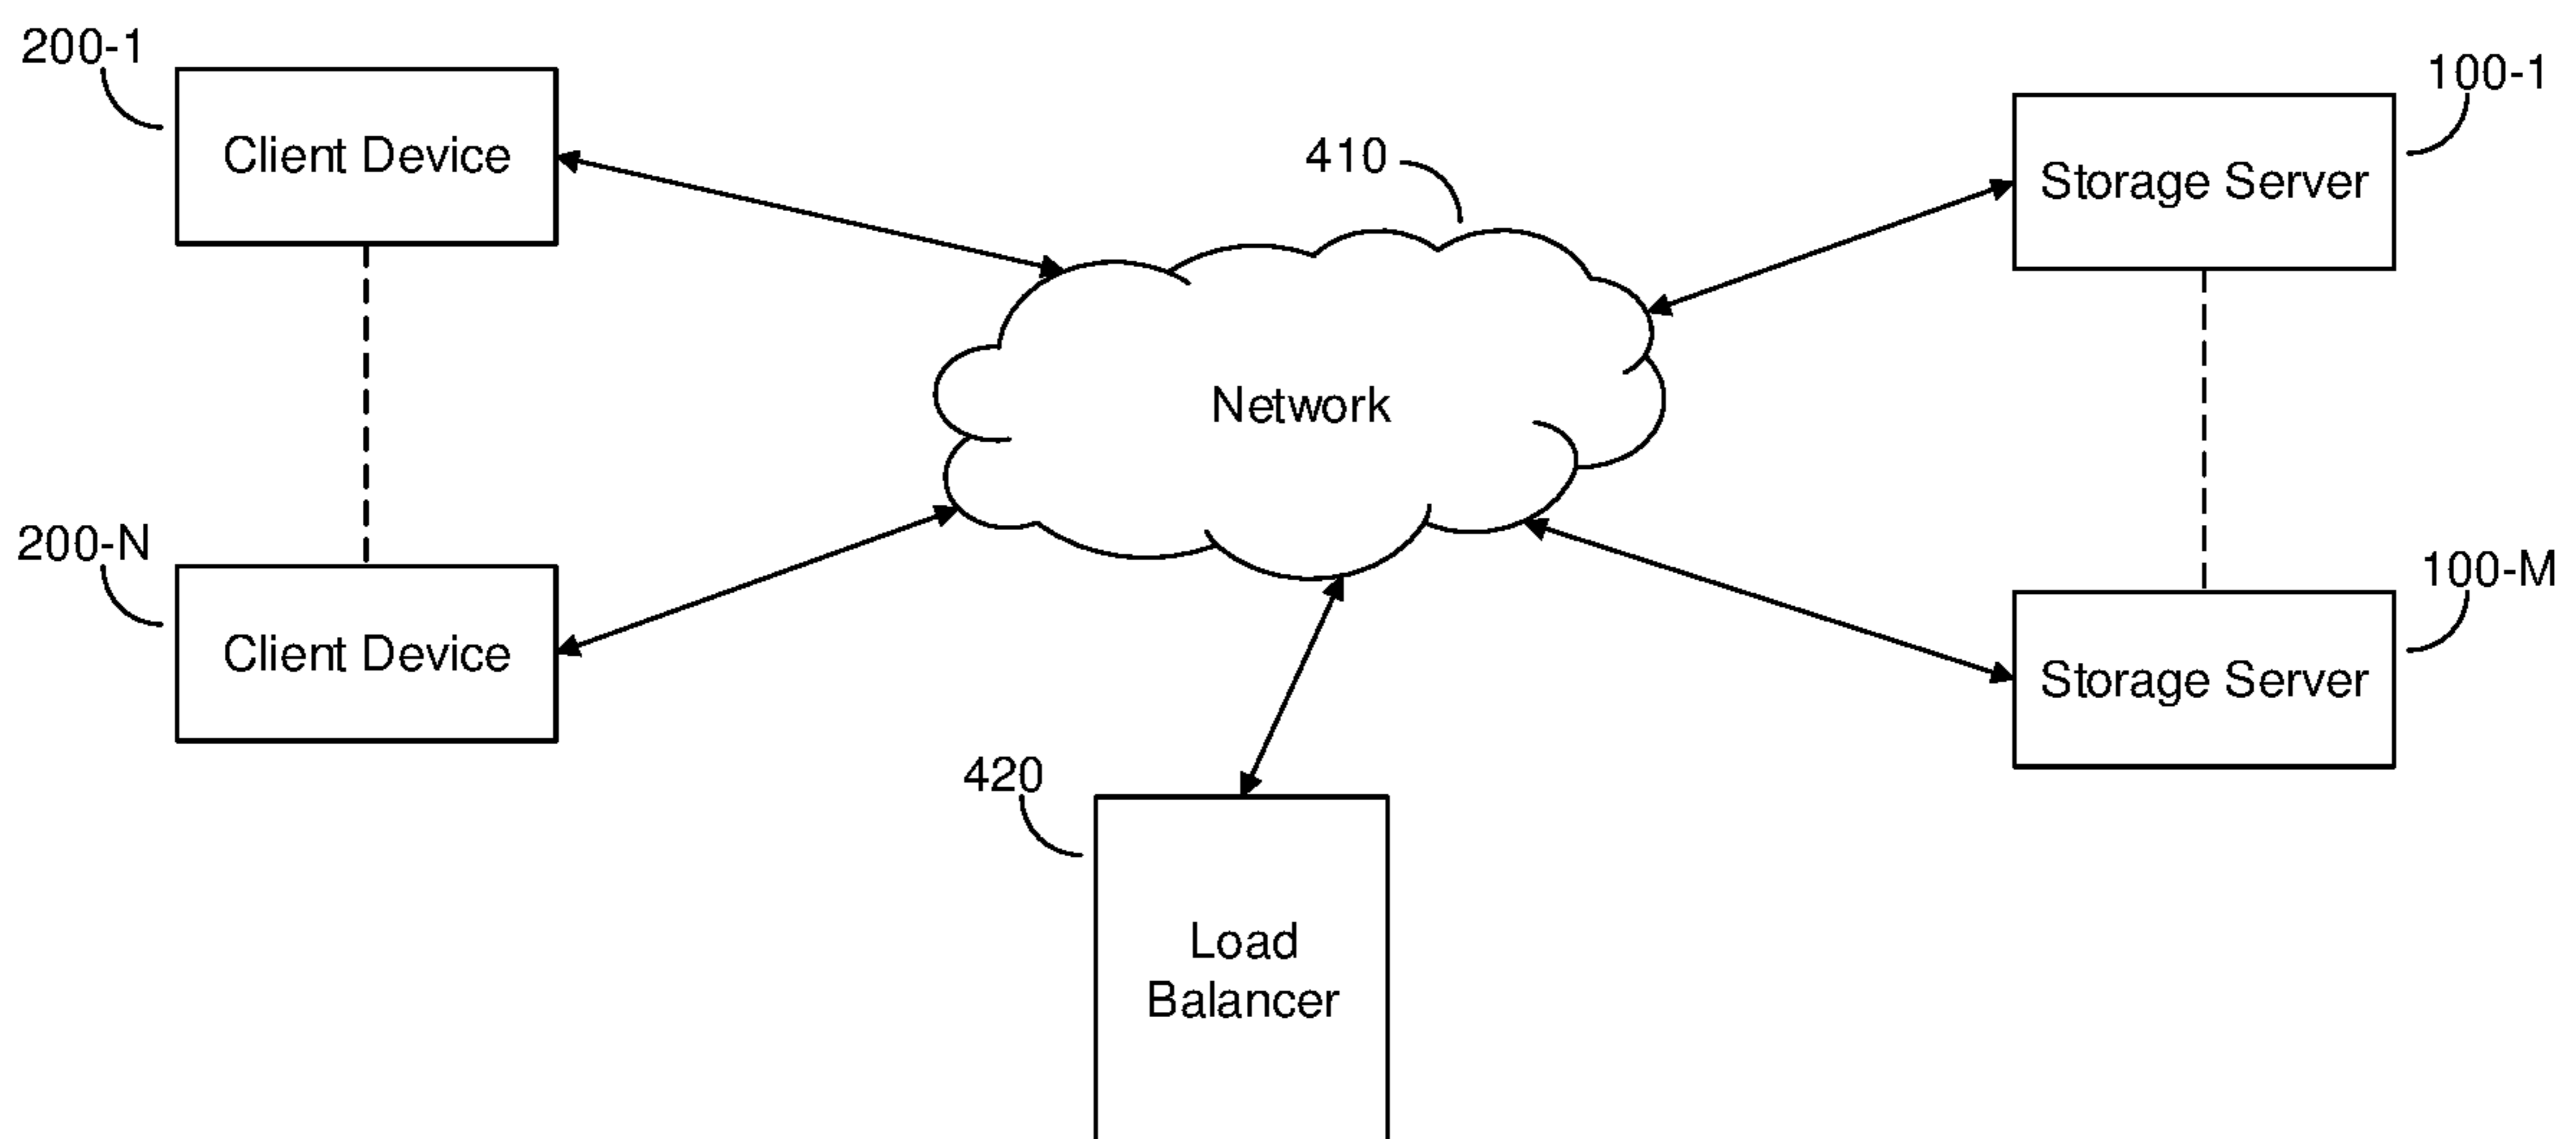 200-1
Client Device
100-1
Storage Server
410
Network
200-N
Client Device
100-M
Storage Server
420
Load
Balancer